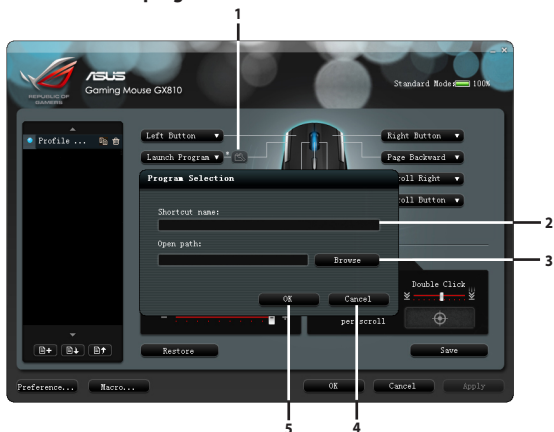 1
ASUS
Gaming Mouse GX810
REPUBLIC OF
GAMERS
Standard Mode: 100%
Profile ...
Left Button
Right Button
Launch Program
Page Backward
Program Selection
roll Right
roll Button
Shortcut name:
2
Open path:
Browse
3
Double Click
OK
Cancel
per scroll
Restore
Save
Preference...
Macro...
OK
Cancel
Apply
5
4